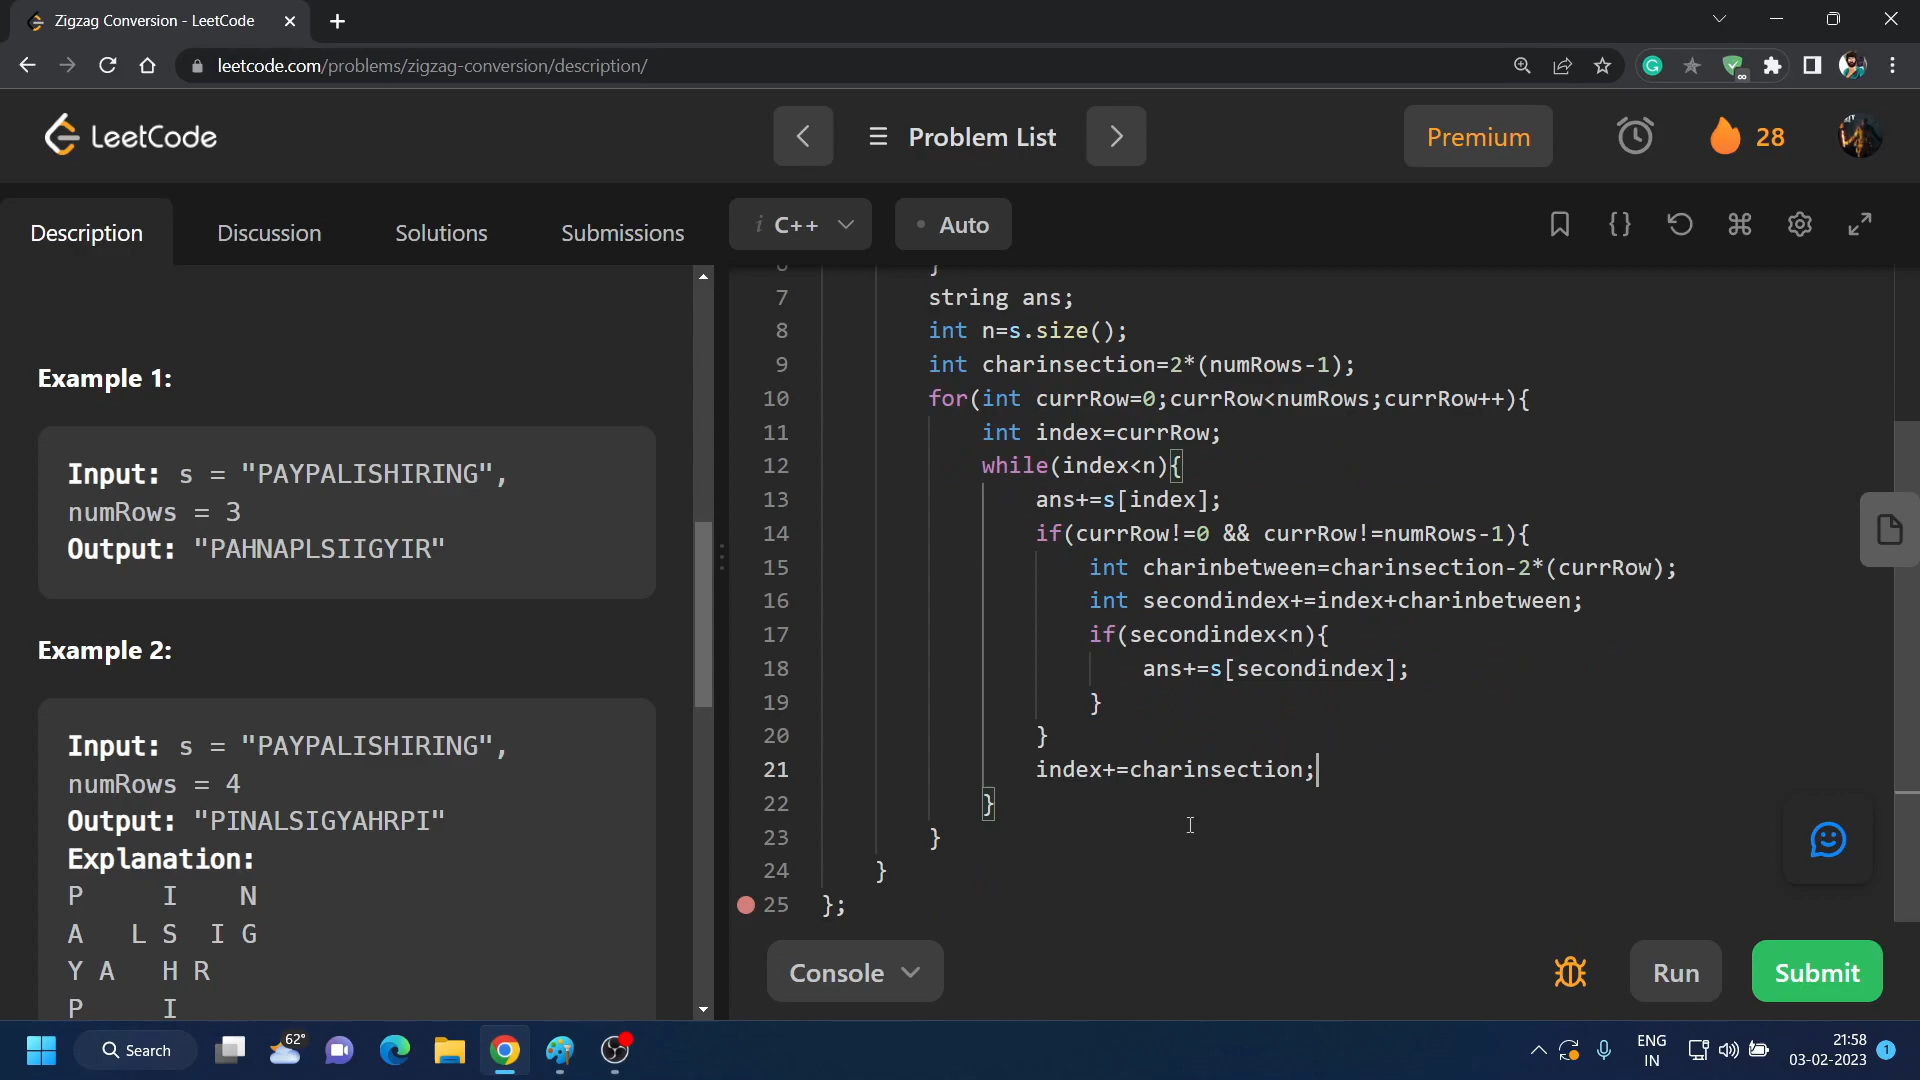 Zigzag Conversion - LeetCode
leetcode.com/problems/zigzag-conversion/description/
LeetCode
Problem List
Premium
28
Description Discussion Solutions Submissions
i C++ Auto
Example 1:
Input: s = "PAYPALISHIRING",
numRows = 3
Output: "PAHNAPLSIIGYIR"
Example 2:
Input: s = "PAYPALISHIRING",
numRows = 4
Output: "PINALSIGYAHRPI"
Explanation:
P I N
A L S I G
Y A H R
P I
6 }
7 string ans;
8 int n=s.size();
9 int charinsection=2*(numRows-1);
10 for(int currRow=0;currRow<numRows;currRow++){
11 int index=currRow;
12 while(index<n){
13 ans+=s[index];
14 if(currRow!=0 && currRow!=numRows-1){
15 int charinbetween=charinsection-2*(currRow);
16 int secondindex+=index+charinbetween;
17 if(secondindex<n){
18 ans+=s[secondindex];
19 }
20 }
21 index+=charinsection;
22 }
23 }
24 }
25 };
Console
Run
Submit
Search
62°
ENG
IN
21:58
03-02-2023
1